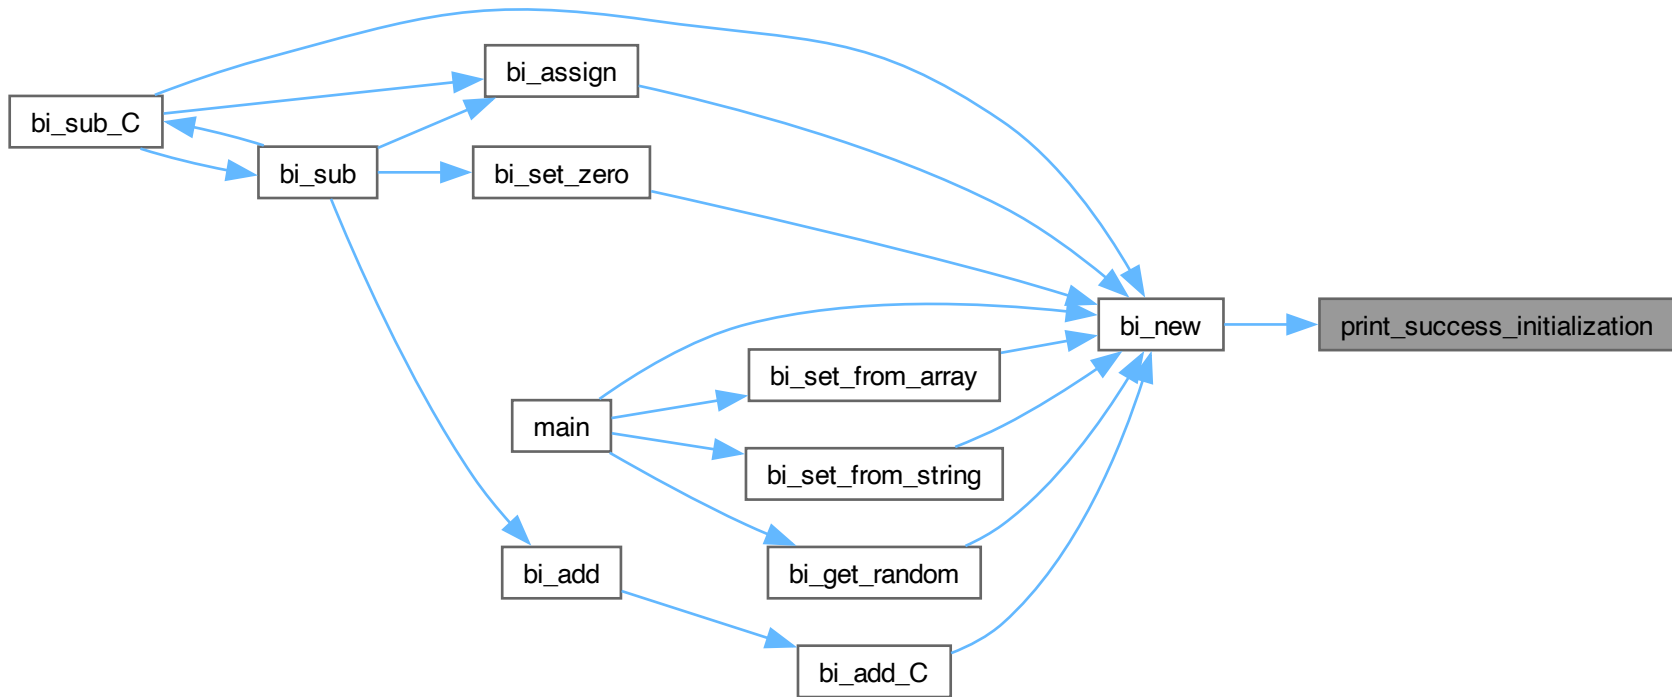 bi_assign
bi_sub_C
bi_sub
bi_set_zero
bi_new
print_success_initialization
bi_set_from_array
main
bi_set_from_string
bi_add
bi_get_random
bi_add_C